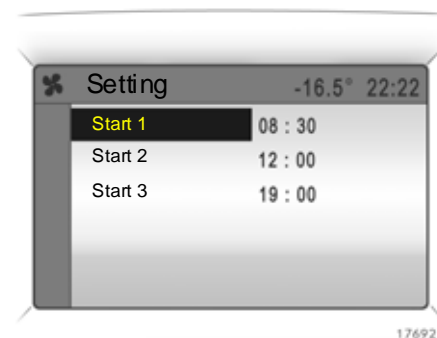 Setting -16.5° 22:22
Start 1 08 : 30
Start 2 12 : 00
Start 3 19 : 00
17692